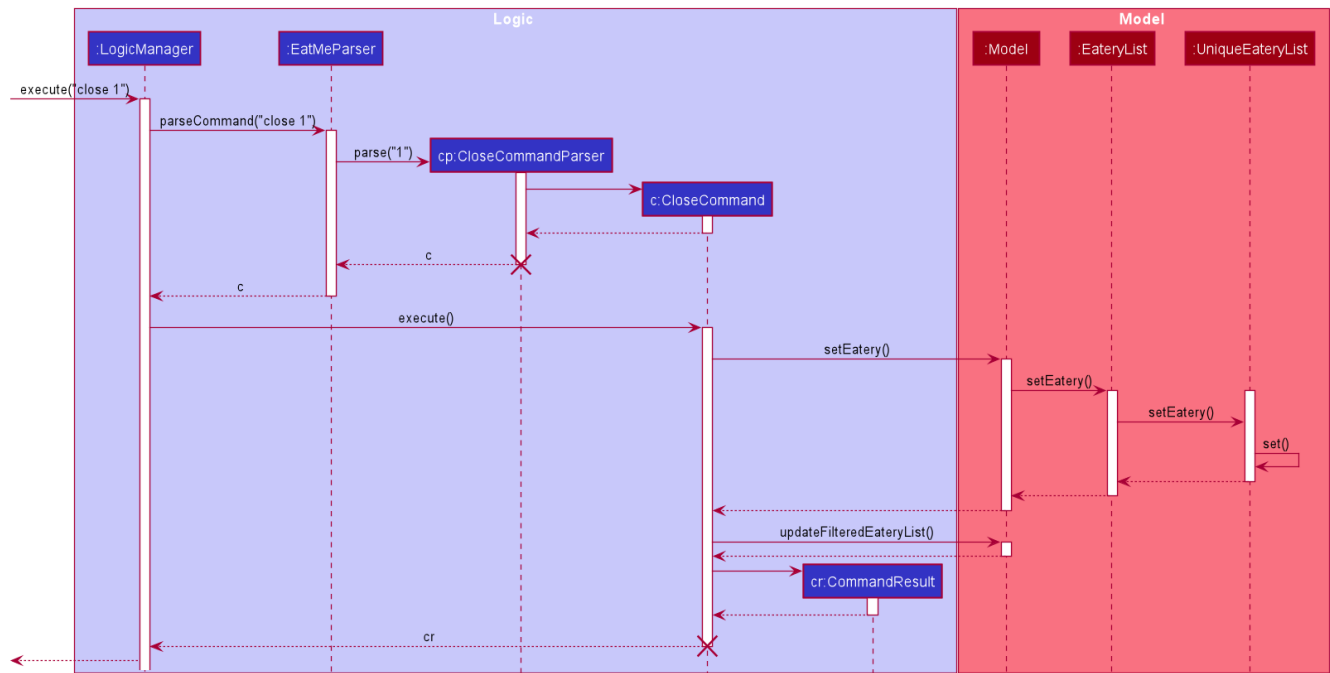 Logic
Model
:LogicManager
:EatMeParser
:Model
:EateryList
:UniqueEateryList
execute("close 1")
parseCommand("close 1")
parse("1")
cp:CloseCommandParser
c:CloseCommand
c
c
execute()
setEatery()
setEatery()
setEatery()
set()
updateFilteredEateryList()
cr:CommandResult
cr